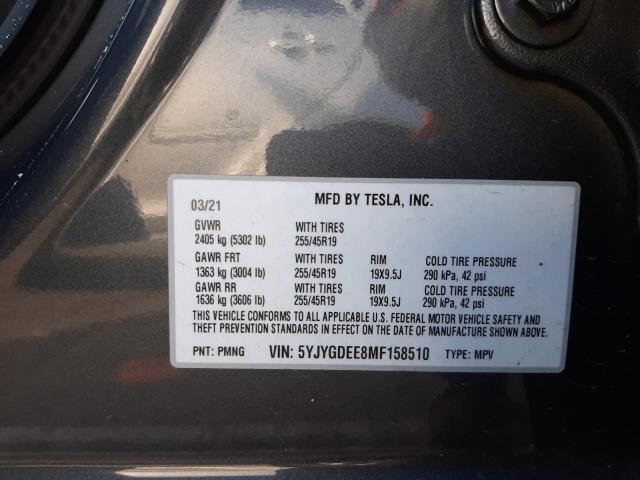 03/21 MFD BY TESLA, INC.
GVWR WITH TIRES
2405 kg (5302 lb) 255/45R19
GAWR FRT WITH TIRES RIM COLD TIRE PRESSURE
1363 kg (3004 lb) 255/45R19 19X9.5J 290 kPa, 42 psi
GAWR RR WITH TIRES RIM COLD TIRE PRESSURE
1636 kg (3606 lb) 255/45R19 19X9.5J 290 kPa, 42 psi
THIS VEHICLE CONFORMS TO ALL APPLICABLE U.S. FEDERAL MOTOR VEHICLE SAFETY AND
THEFT PREVENTION STANDARDS IN EFFECT ON THE DATE OF MANUFACTURE SHOWN ABOVE.
PNT: PMNG VIN: 5YJYGDEE8MF158510 TYPE: MPV